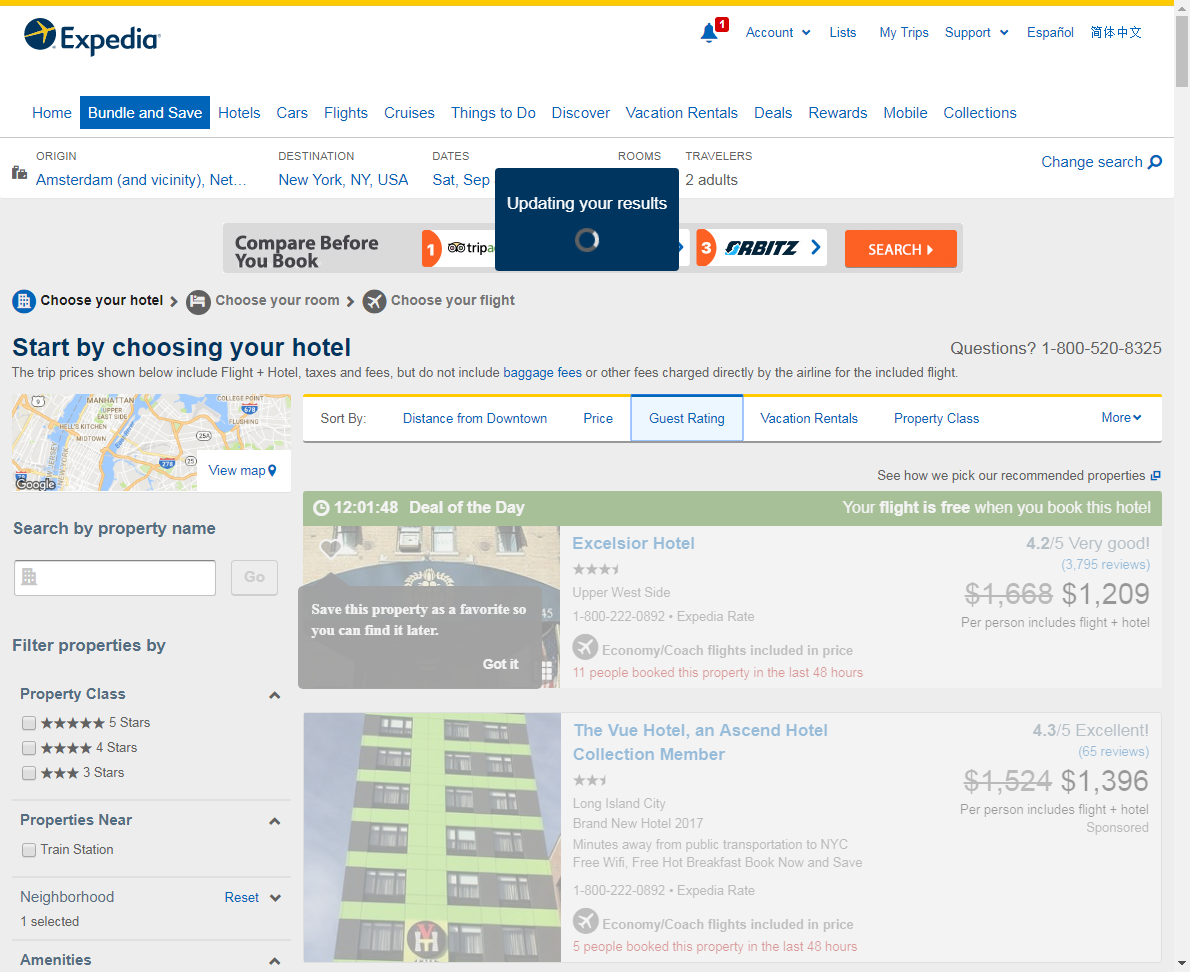 Expedia
1
Account
Lists
My Trips
Support
Español
简体中文
Home
Bundle and Save
Hotels
Cars
Flights
Cruises
Things to Do
Discover
Vacation Rentals
Deals
Rewards
Mobile
Collections
ORIGIN
Amsterdam (and vicinity), Net...
DESTINATION
New York, NY, USA
DATES
Sat, Sep
ROOMS
TRAVELERS
2 adults
Change search
Updating your results
Compare Before
You Book
1
3
ORBITZ
SEARCH
Choose your hotel
Choose your room
Choose your flight
Start by choosing your hotel
Questions? 1-800-520-8325
The trip prices shown below include Flight + Hotel, taxes and fees, but do not include baggage fees or other fees charged directly by the airline for the included flight.
MANHATTAN
UPPER
EAST SIDE
HELL'S KITCHEN
MIDTOWN
East River
COLLEGE POINT
678
FLUSHING
25A
25
278
9
Google
View map
Sort By:
Distance from Downtown
Price
Guest Rating
Vacation Rentals
Property Class
More
See how we pick our recommended properties
Search by property name
Go
Filter properties by
Property Class
5 Stars
4 Stars
3 Stars
Properties Near
Train Station
Neighborhood
Reset
1 selected
Amenities
12:01:48 Deal of the Day
Your flight is free when you book this hotel
45
Save this property as a favorite so
you can find it later.
Got it
Excelsior Hotel
Upper West Side
1-800-222-0892 • Expedia Rate
Economy/Coach flights included in price
11 people booked this property in the last 48 hours
4.2/5 Very good!
(3,795 reviews)
$1,668 $1,209
Per person includes flight + hotel
The Vue Hotel, an Ascend Hotel
Collection Member
Long Island City
Brand New Hotel 2017
Minutes away from public transportation to NYC
Free Wifi, Free Hot Breakfast Book Now and Save
1-800-222-0892 • Expedia Rate
Economy/Coach flights included in price
5 people booked this property in the last 48 hours
4.3/5 Excellent!
(65 reviews)
$1,524 $1,396
Per person includes flight + hotel
Sponsored